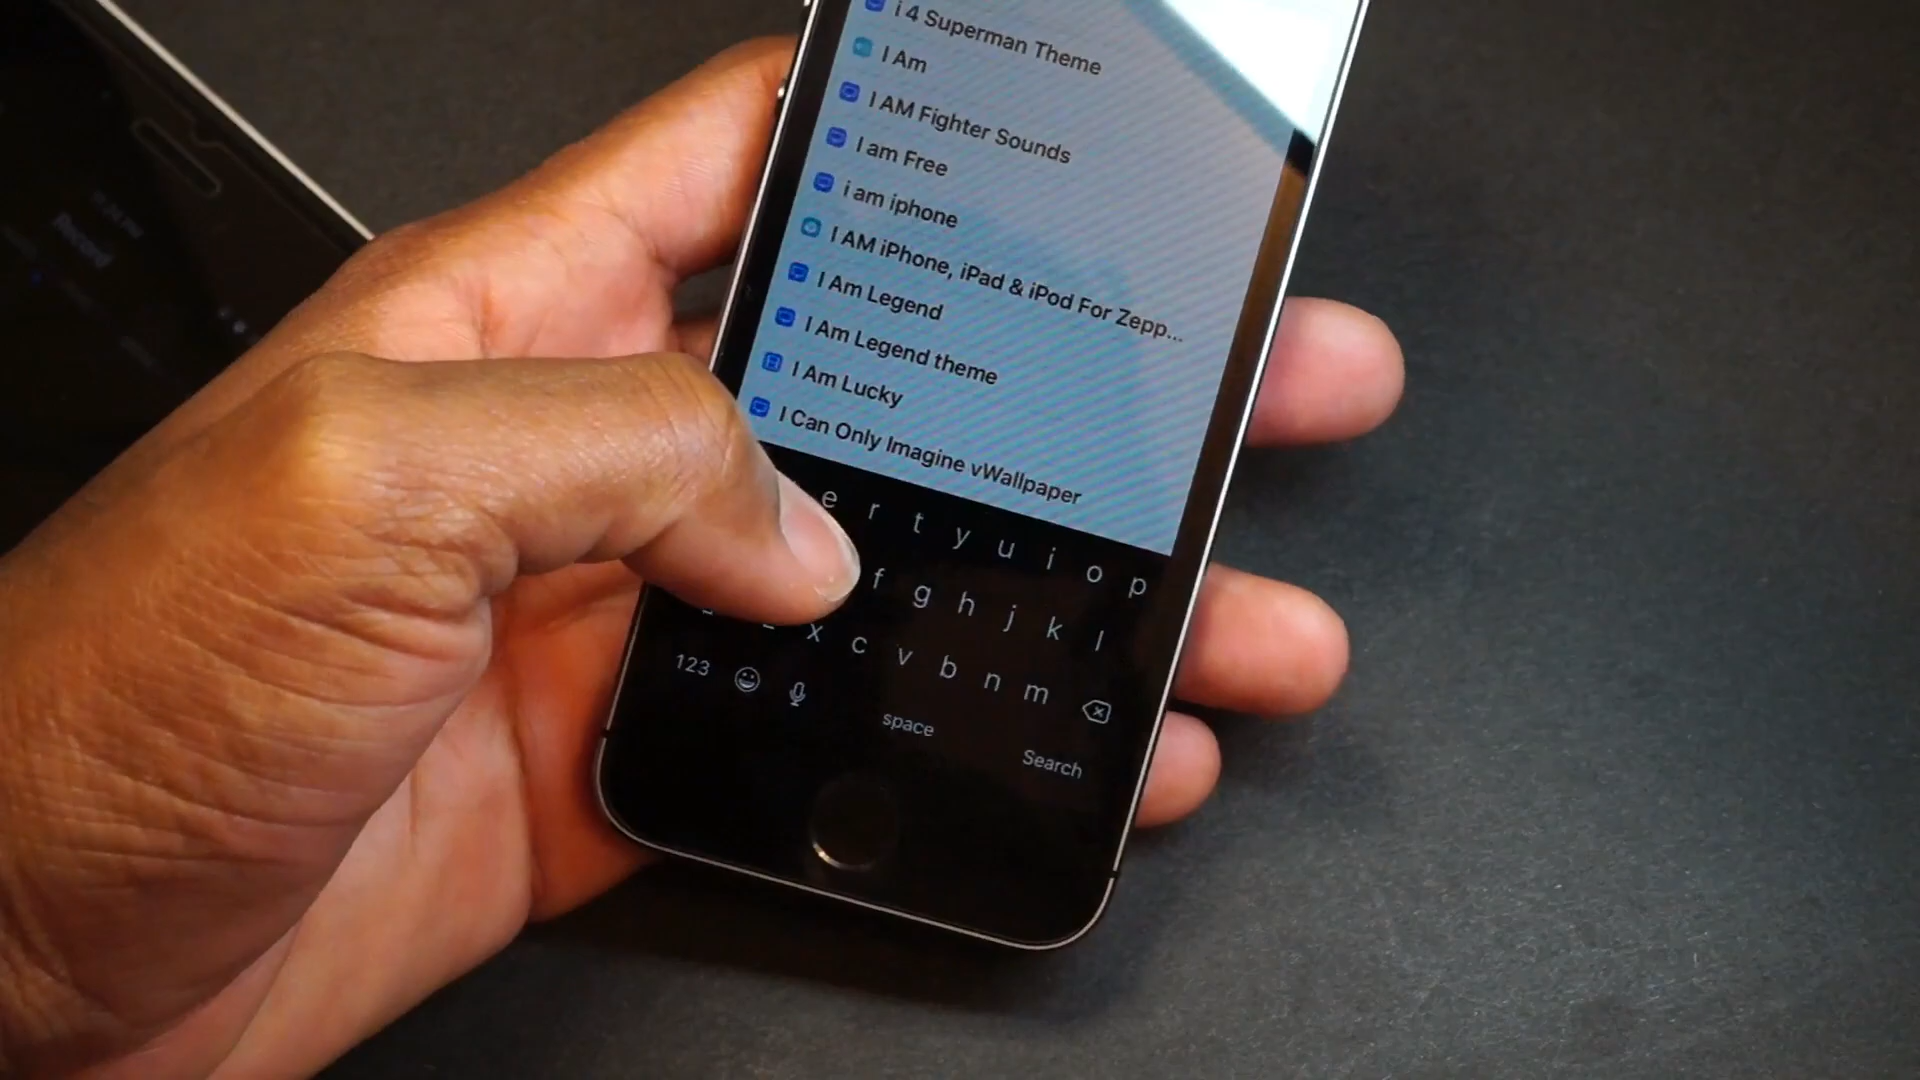 i 4 Superman Theme
I Am
I AM Fighter Sounds
I am Free
i am iphone
I AM iPhone, iPad & iPod For Zepp...
I Am Legend
I Am Legend theme
I Am Lucky
I Can Only Imagine vWallpaper
e r t y u i o p
f g h j k l
x c v b n m
123 space
Search